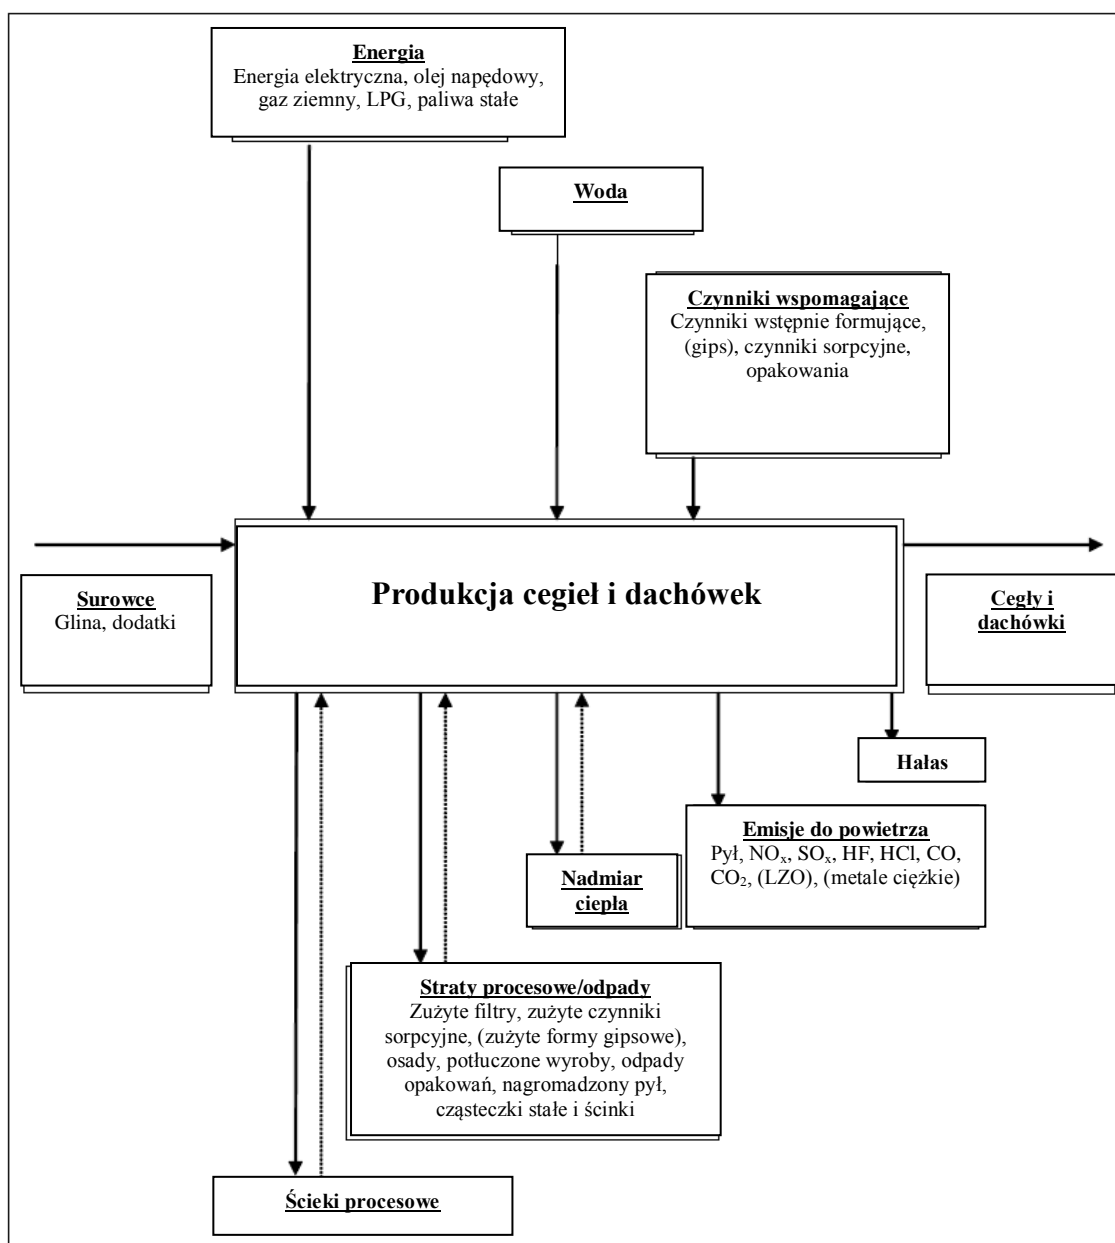 Energia
Energia elektryczna, olej napędowy,
gaz ziemny, LPG, paliwa stałe
Woda
Czynniki wspomagające
Czynniki wstępnie formujące,
(gips), czynniki sorpcyjne,
opakowania
Produkcja cegieł i dachówek
Surowce
Glina, dodatki
Cegły i
dachówki
Hałas
Emisje do powietrza
Pył, NOₓ, SOₓ, HF, HCl, CO,
CO₂, (LZO), (metale ciężkie)
Nadmiar
ciepła
Straty procesowe/odpady
Zużyte filtry, zużyte czynniki
sorpcyjne, (zużyte formy gipsowe),
osady, potłuczone wyroby, odpady
opakowań, nagromadzony pył,
cząsteczki stałe i ścinki
Ścieki procesowe